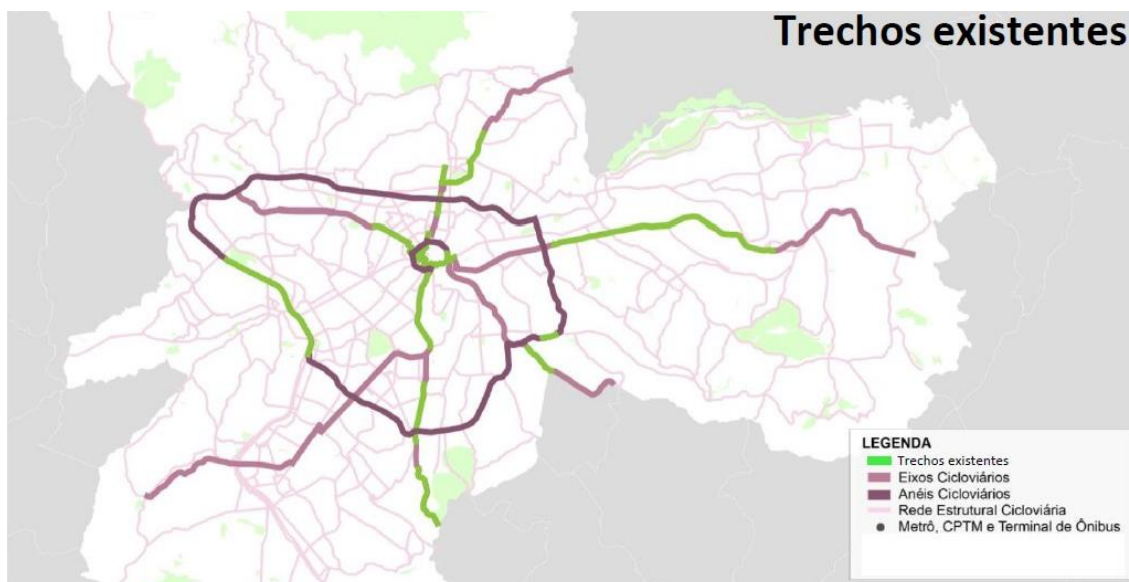 Trechos existentes
LEGENDA
Trechos existentes
Eixos Cicloviários
Anéis Cicloviários
Rede Estrutural Cicloviária
Metrô, CPTM e Terminal de Ônibus